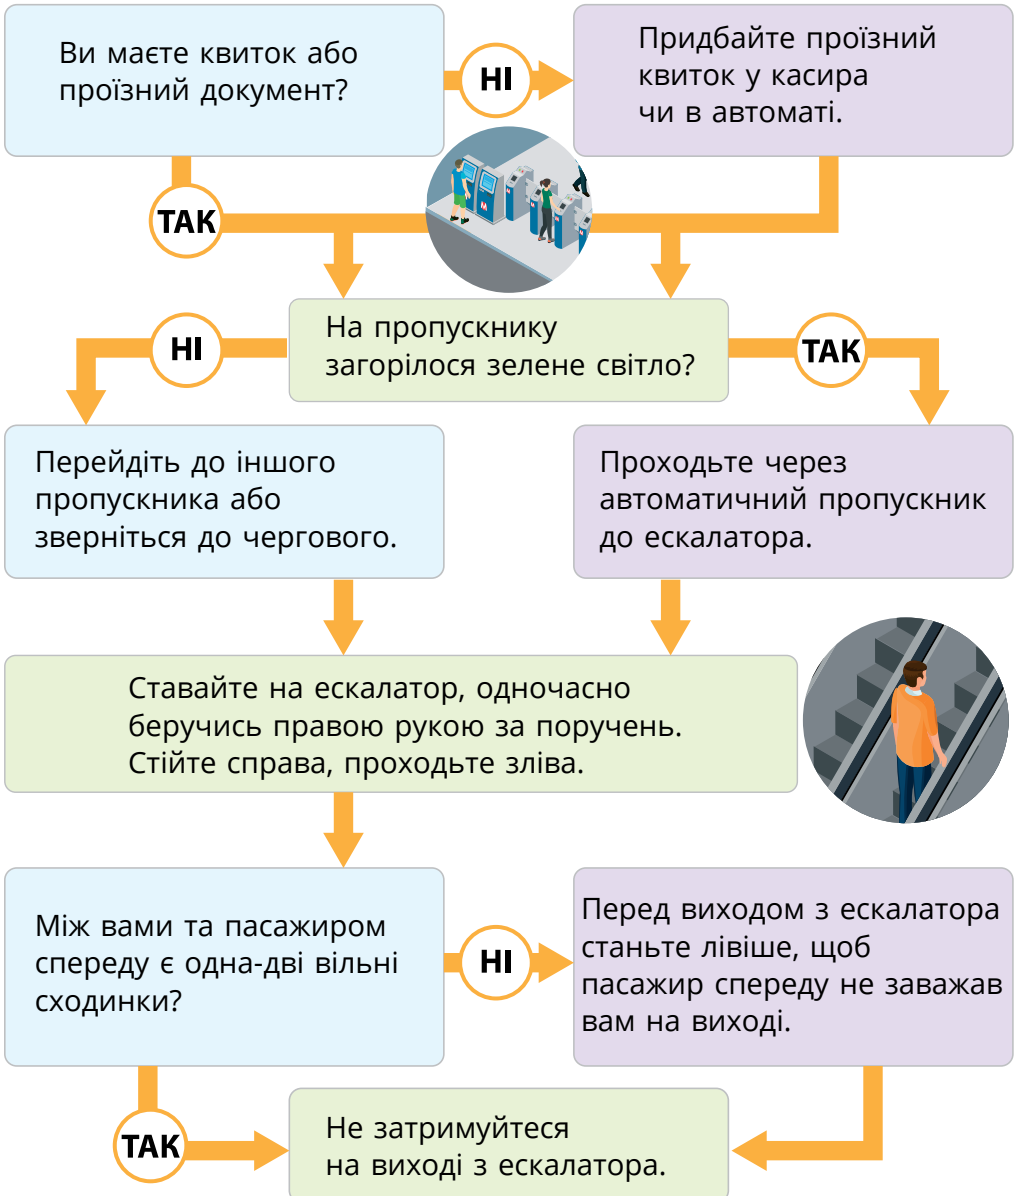 Ви маєте квиток або
проїзний документ?
НІ
Придбайте проїзний
квиток у касира
чи в автоматі.
ТАК
На пропускнику
загорілося зелене світло?
НІ
ТАК
Перейдіть до іншого
пропускника або
зверніться до чергового.
Проходьте через
автоматичний пропускник
до ескалатора.
Ставайте на ескалатор, одночасно
беручись правою рукою за поручень.
Стійте справа, проходьте зліва.
Між вами та пасажиром
спереду є одна-дві вільні
сходинки?
НІ
Перед виходом з ескалатора
станьте лівіше, щоб
пасажир спереду не заважав
вам на виході.
ТАК
Не затримуйтеся
на виході з ескалатора.